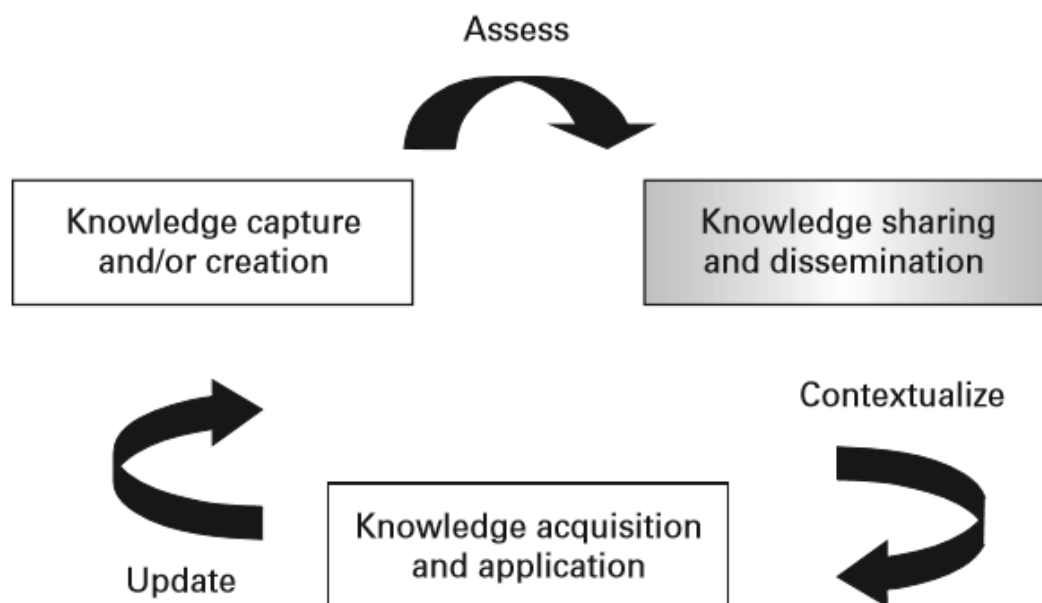 Assess
Knowledge capture
and/or creation
Knowledge sharing
and dissemination
Contextualize
Knowledge acquisition
and application
Update